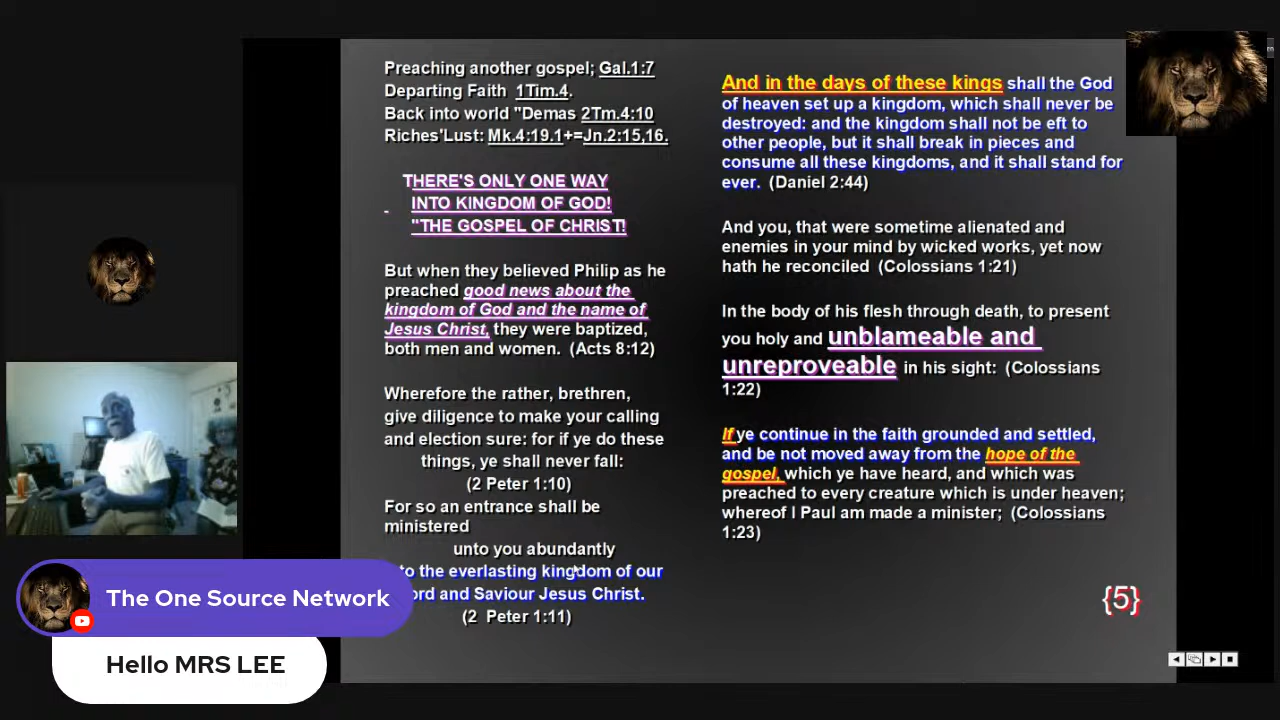 Preaching another gospel; Gal.1:7
Departing Faith 1Tim.4.
Back into world "Demas 2Tm.4:10
Riches'Lust: Mk.4:19.1+=Jn.2:15,16.
THERE'S ONLY ONE WAY
- INTO KINGDOM OF GOD!
"THE GOSPEL OF CHRIST!
But when they believed Philip as he
preached good news about the
kingdom of God and the name of
Jesus Christ, they were baptized,
both men and women. (Acts 8:12)
Wherefore the rather, brethren,
give diligence to make your calling
and election sure: for if ye do these
things, ye shall never fall:
(2 Peter 1:10)
For so an entrance shall be
ministered
unto you abundantly
to the everlasting kingdom of our
ord and Saviour Jesus Christ.
(2 Peter 1:11)
And in the days of these kings shall the God
of heaven set up a kingdom, which shall never be
destroyed: and the kingdom shall not be eft to
other people, but it shall break in pieces and
consume all these kingdoms, and it shall stand for
ever. (Daniel 2:44)
And you, that were sometime alienated and
enemies in your mind by wicked works, yet now
hath he reconciled (Colossians 1:21)
In the body of his flesh through death, to present
you holy and unblameable and
unreproveable in his sight: (Colossians
1:22)
If ye continue in the faith grounded and settled,
and be not moved away from the hope of the
gospel, which ye have heard, and which was
preached to every creature which is under heaven;
whereof I Paul am made a minister; (Colossians
1:23)
{5}
The One Source Network
Hello MRS LEE